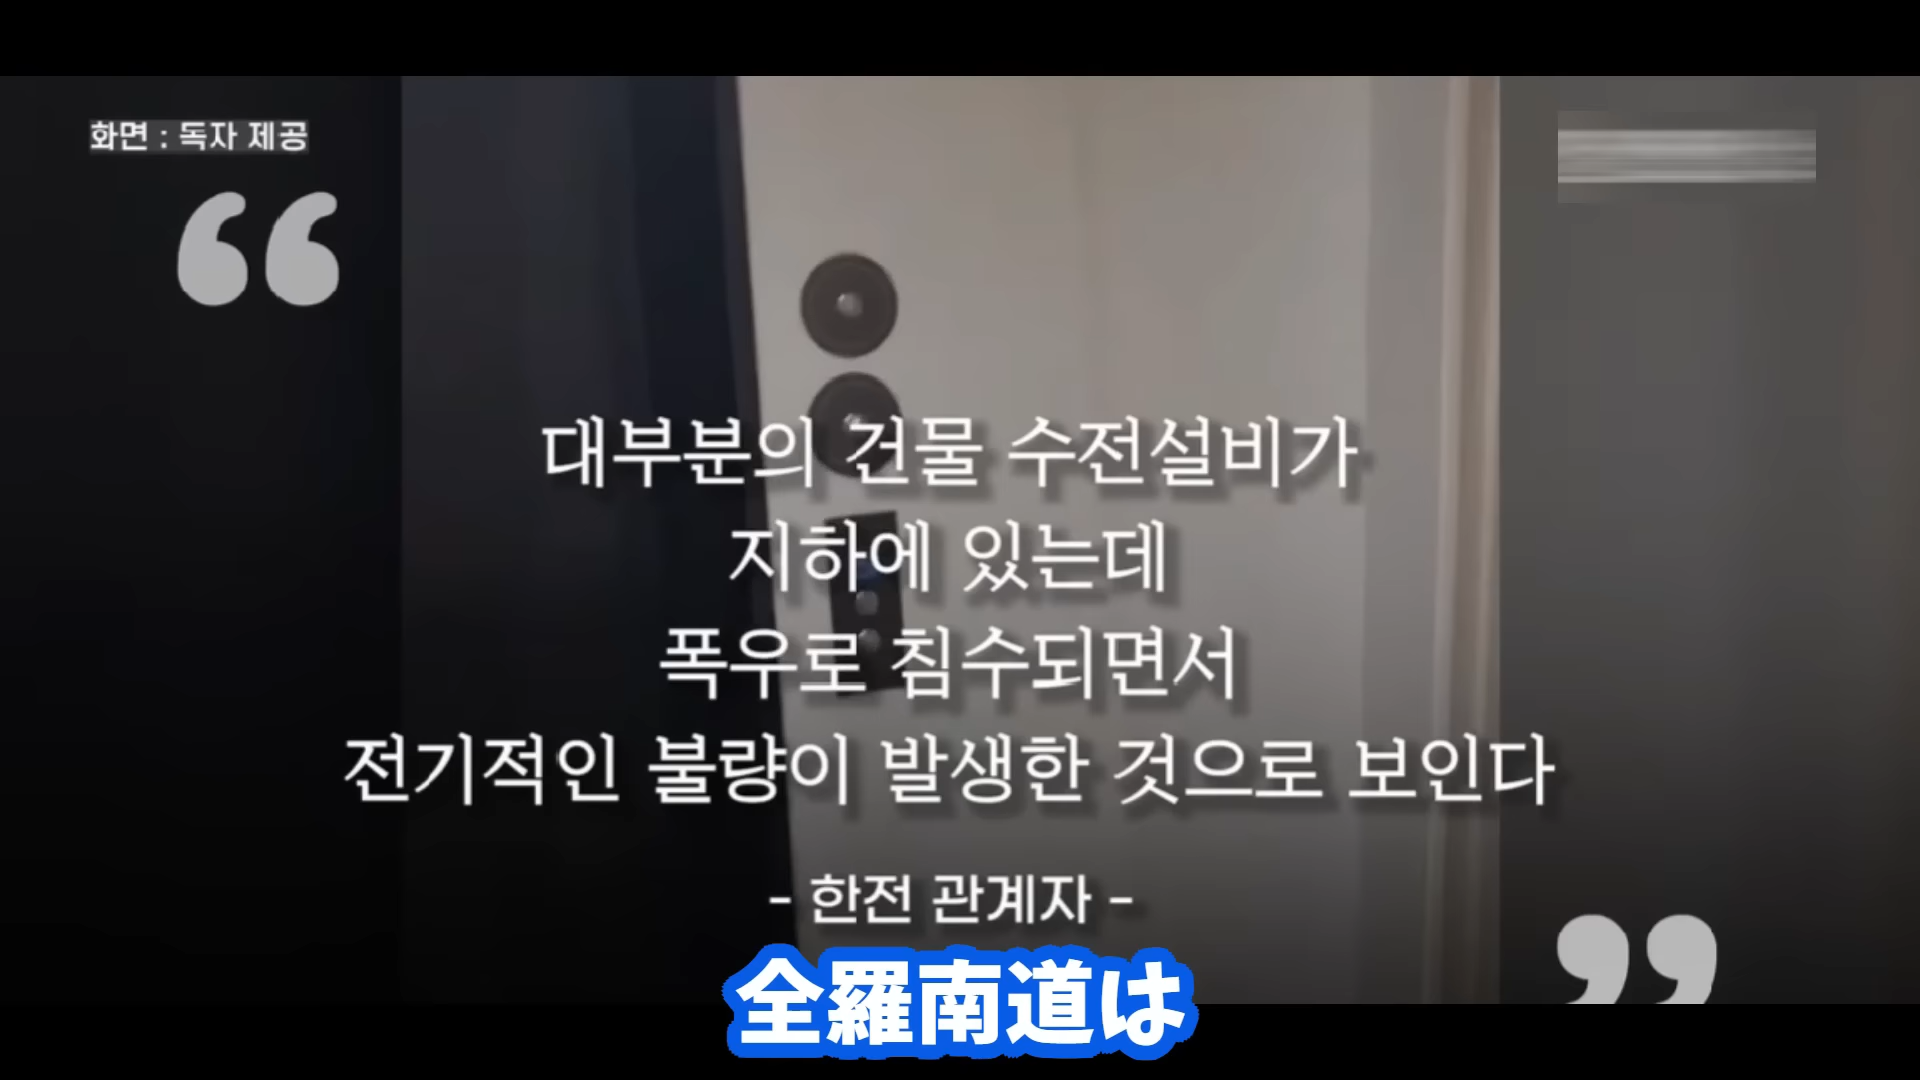 화면 : 독자 제공
“
대부분의 건물 수전설비가
지하에 있는데
폭우로 침수되면서
전기적인 불량이 발생한 것으로 보인다
- 한전 관계자 -
”
全羅南道は